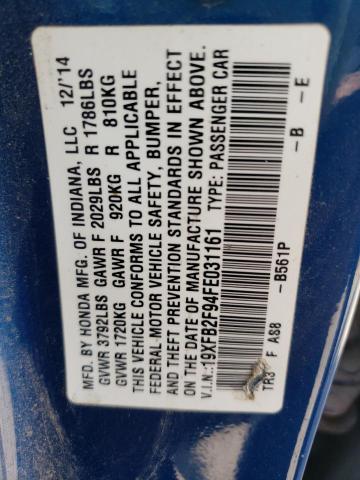 MFD. BY HONDA MFG. OF INDIANA, LLC 12/'14
GVWR 3792LBS GAWR F 2029LBS R 1786LBS
GVWR 1720KG GAWR F 920KG R 810KG
THIS VEHICLE CONFORMS TO ALL APPLICABLE
FEDERAL-MOTOR VEHICLE SAFETY, BUMPER,
AND THEFT PREVENTION STANDARDS IN EFFECT
ON THE DATE OF MANUFACTURE SHOWN ABOVE.
V.I.N.:19XFB2F94FE031161 TYPE: PASSENGER CAR
TR3 F AS8 -B561P -B -E